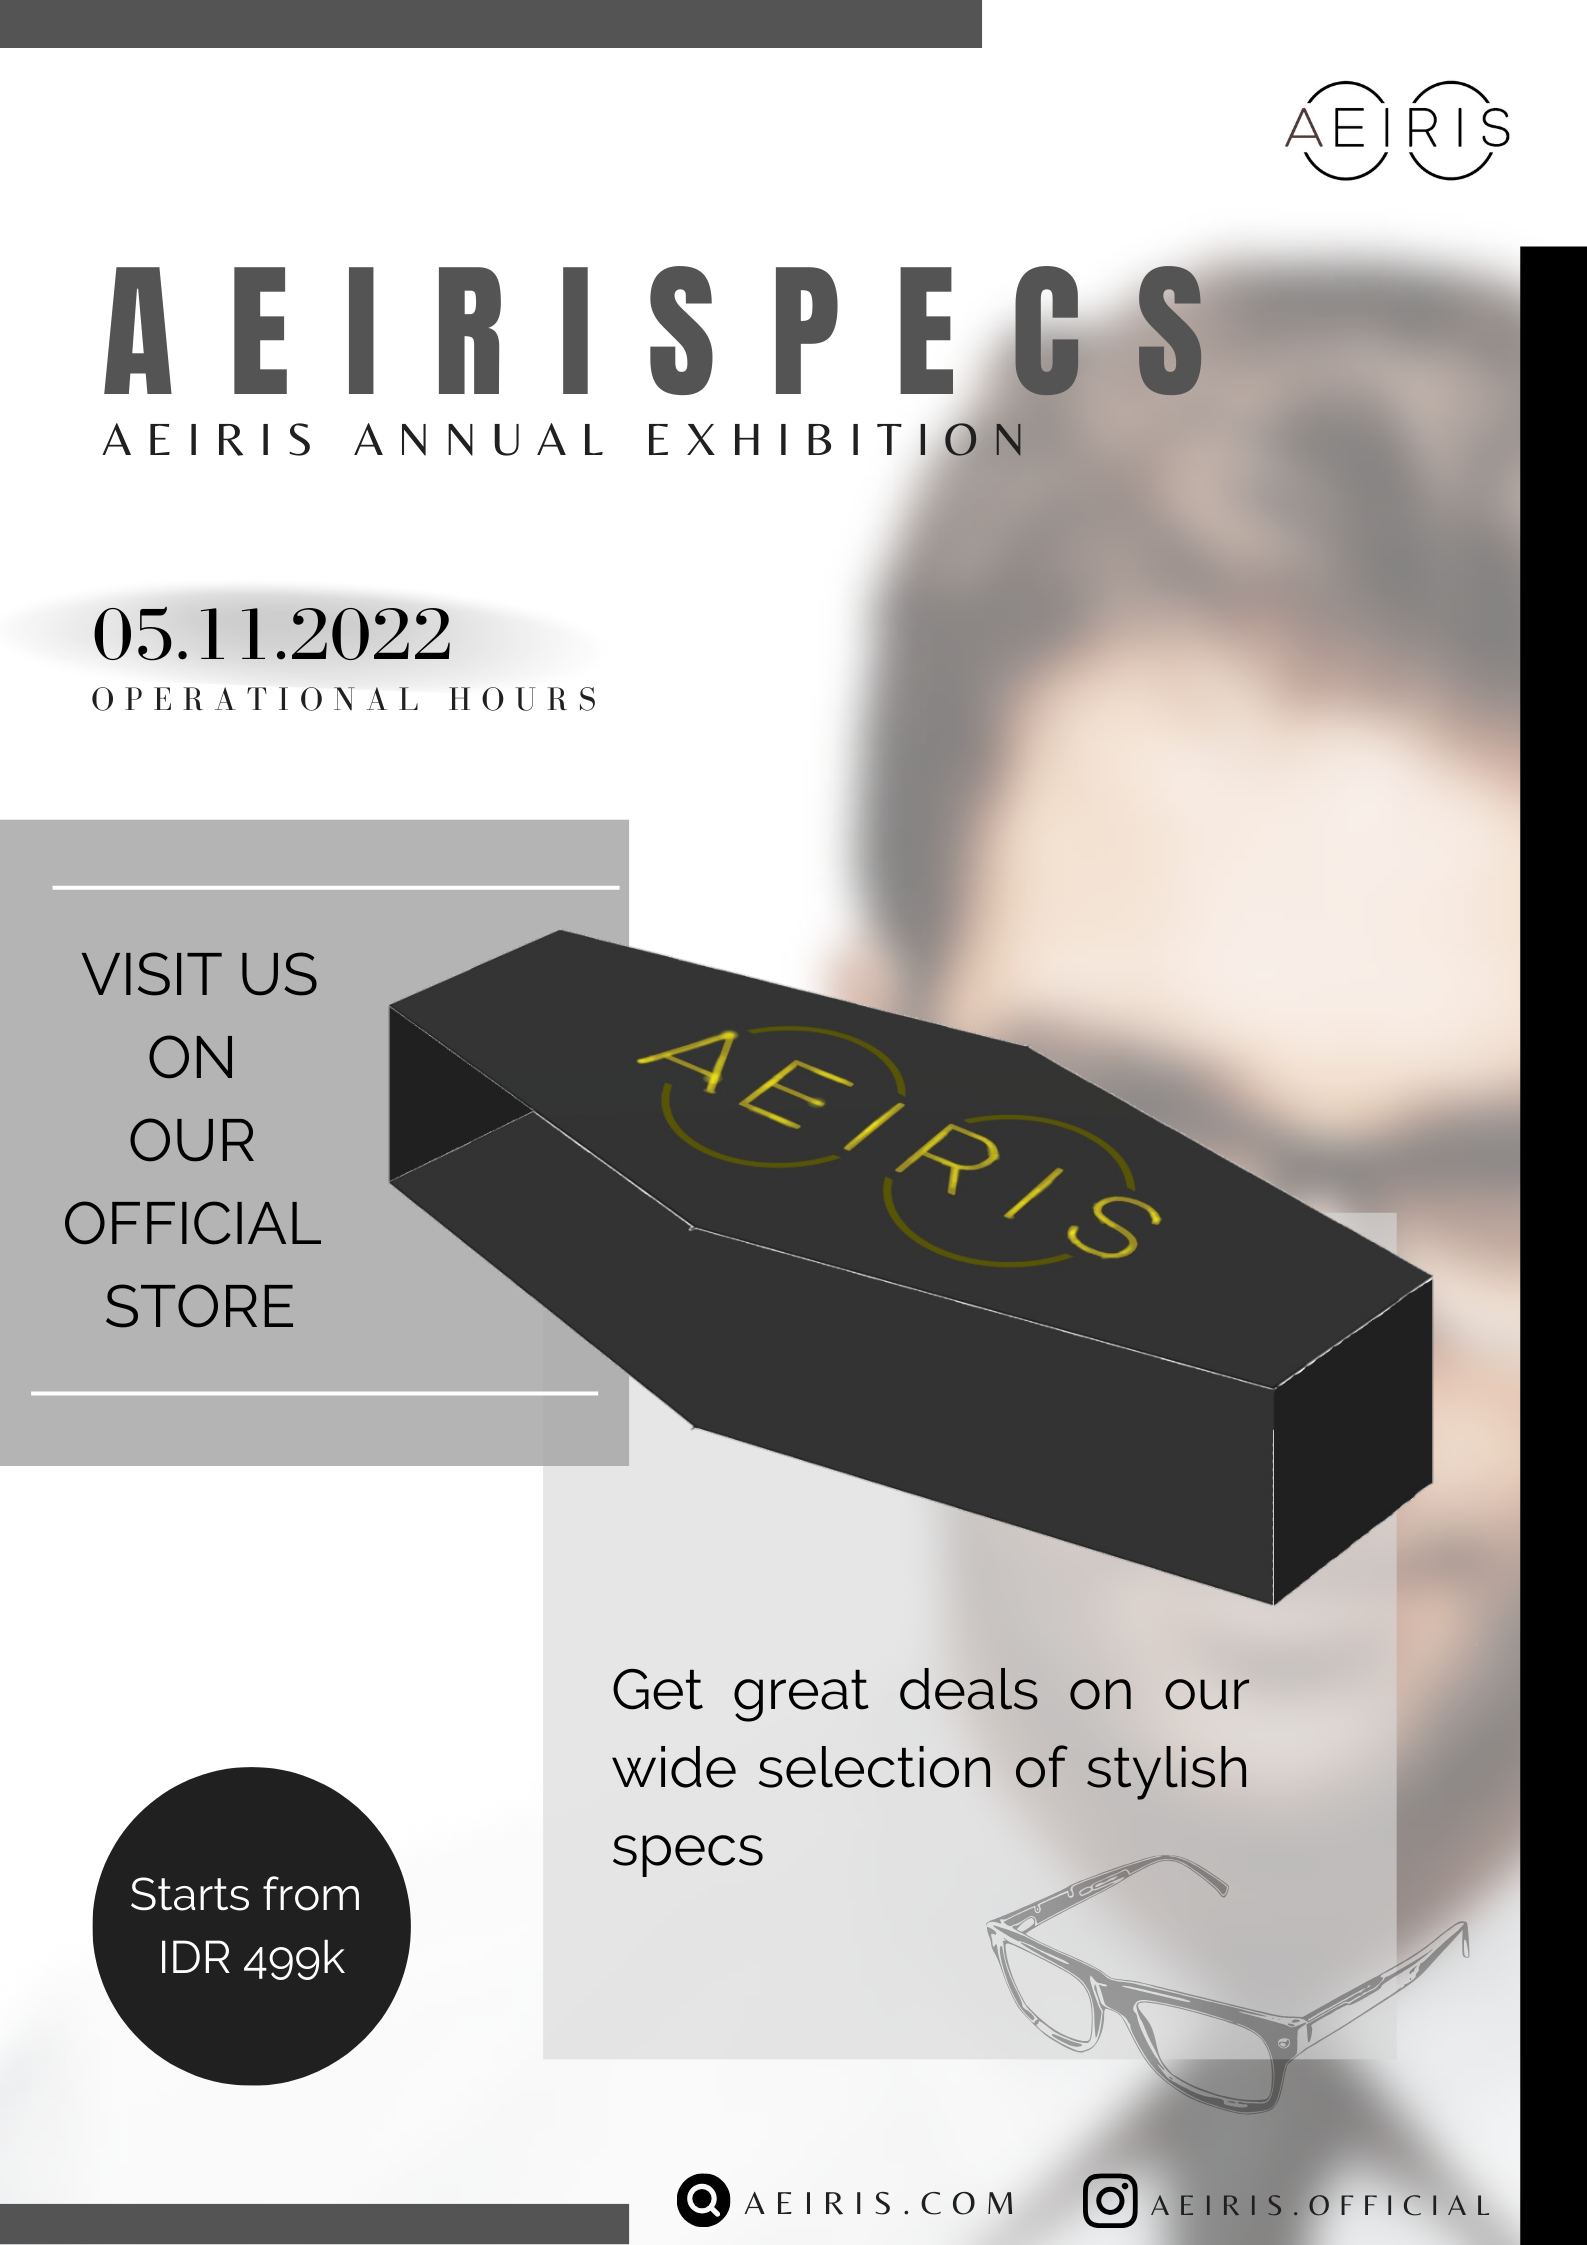 AEIRIS
AEIRISPECS
AEIRIS ANNUAL EXHIBITION
05.11.2022
OPERATIONAL HOURS
VISIT US
ON
OUR
OFFICIAL
STORE
AEIRIS
Get great deals on our
wide selection of stylish
specs
Starts from
IDR 499k
AEIRIS.COM
AEIRIS.OFFICIAL